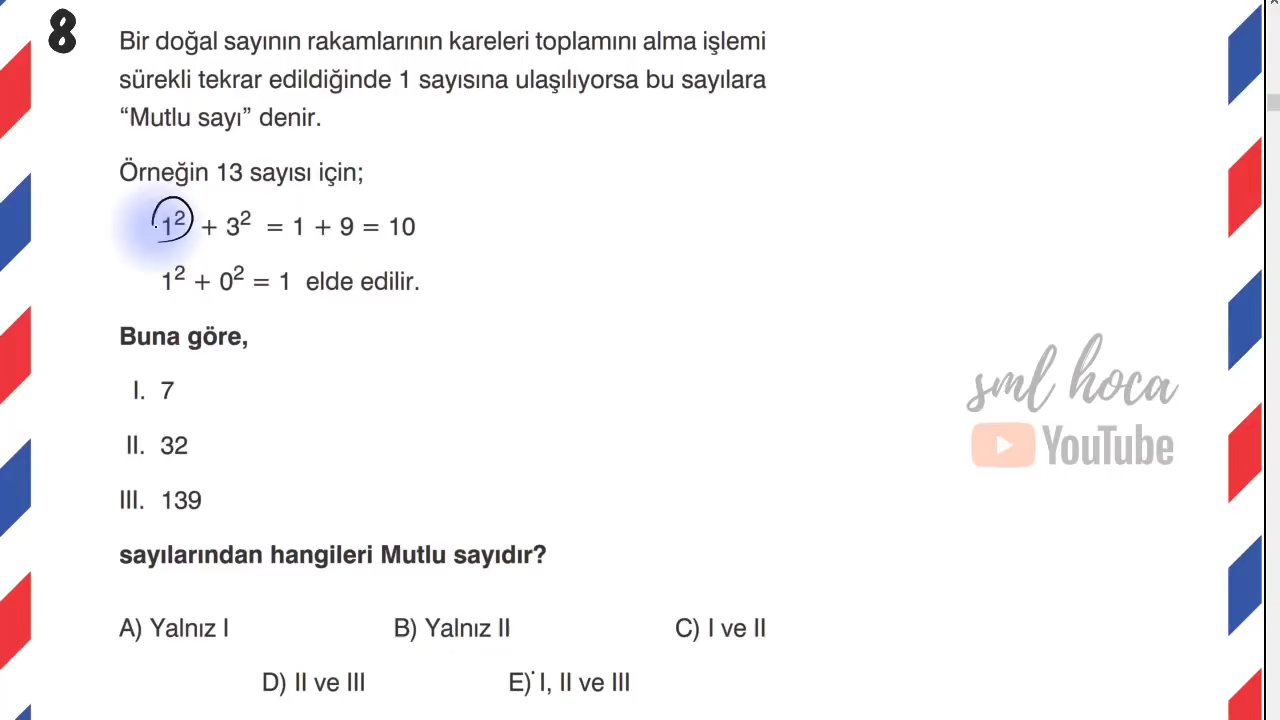 8
Bir doğal sayının rakamlarının kareleri toplamını alma işlemi
sürekli tekrar edildiğinde 1 sayısına ulaşılıyorsa bu sayılara
“Mutlu sayı” denir.
Örneğin 13 sayısı için;
1² + 3² = 1 + 9 = 10
1² + 0² = 1 elde edilir.
Buna göre,
I. 7
II. 32
III. 139
sayılarından hangileri Mutlu sayıdır?
A) Yalnız I B) Yalnız II C) I ve II
D) II ve III E) I, II ve III
sml hoca
YouTube